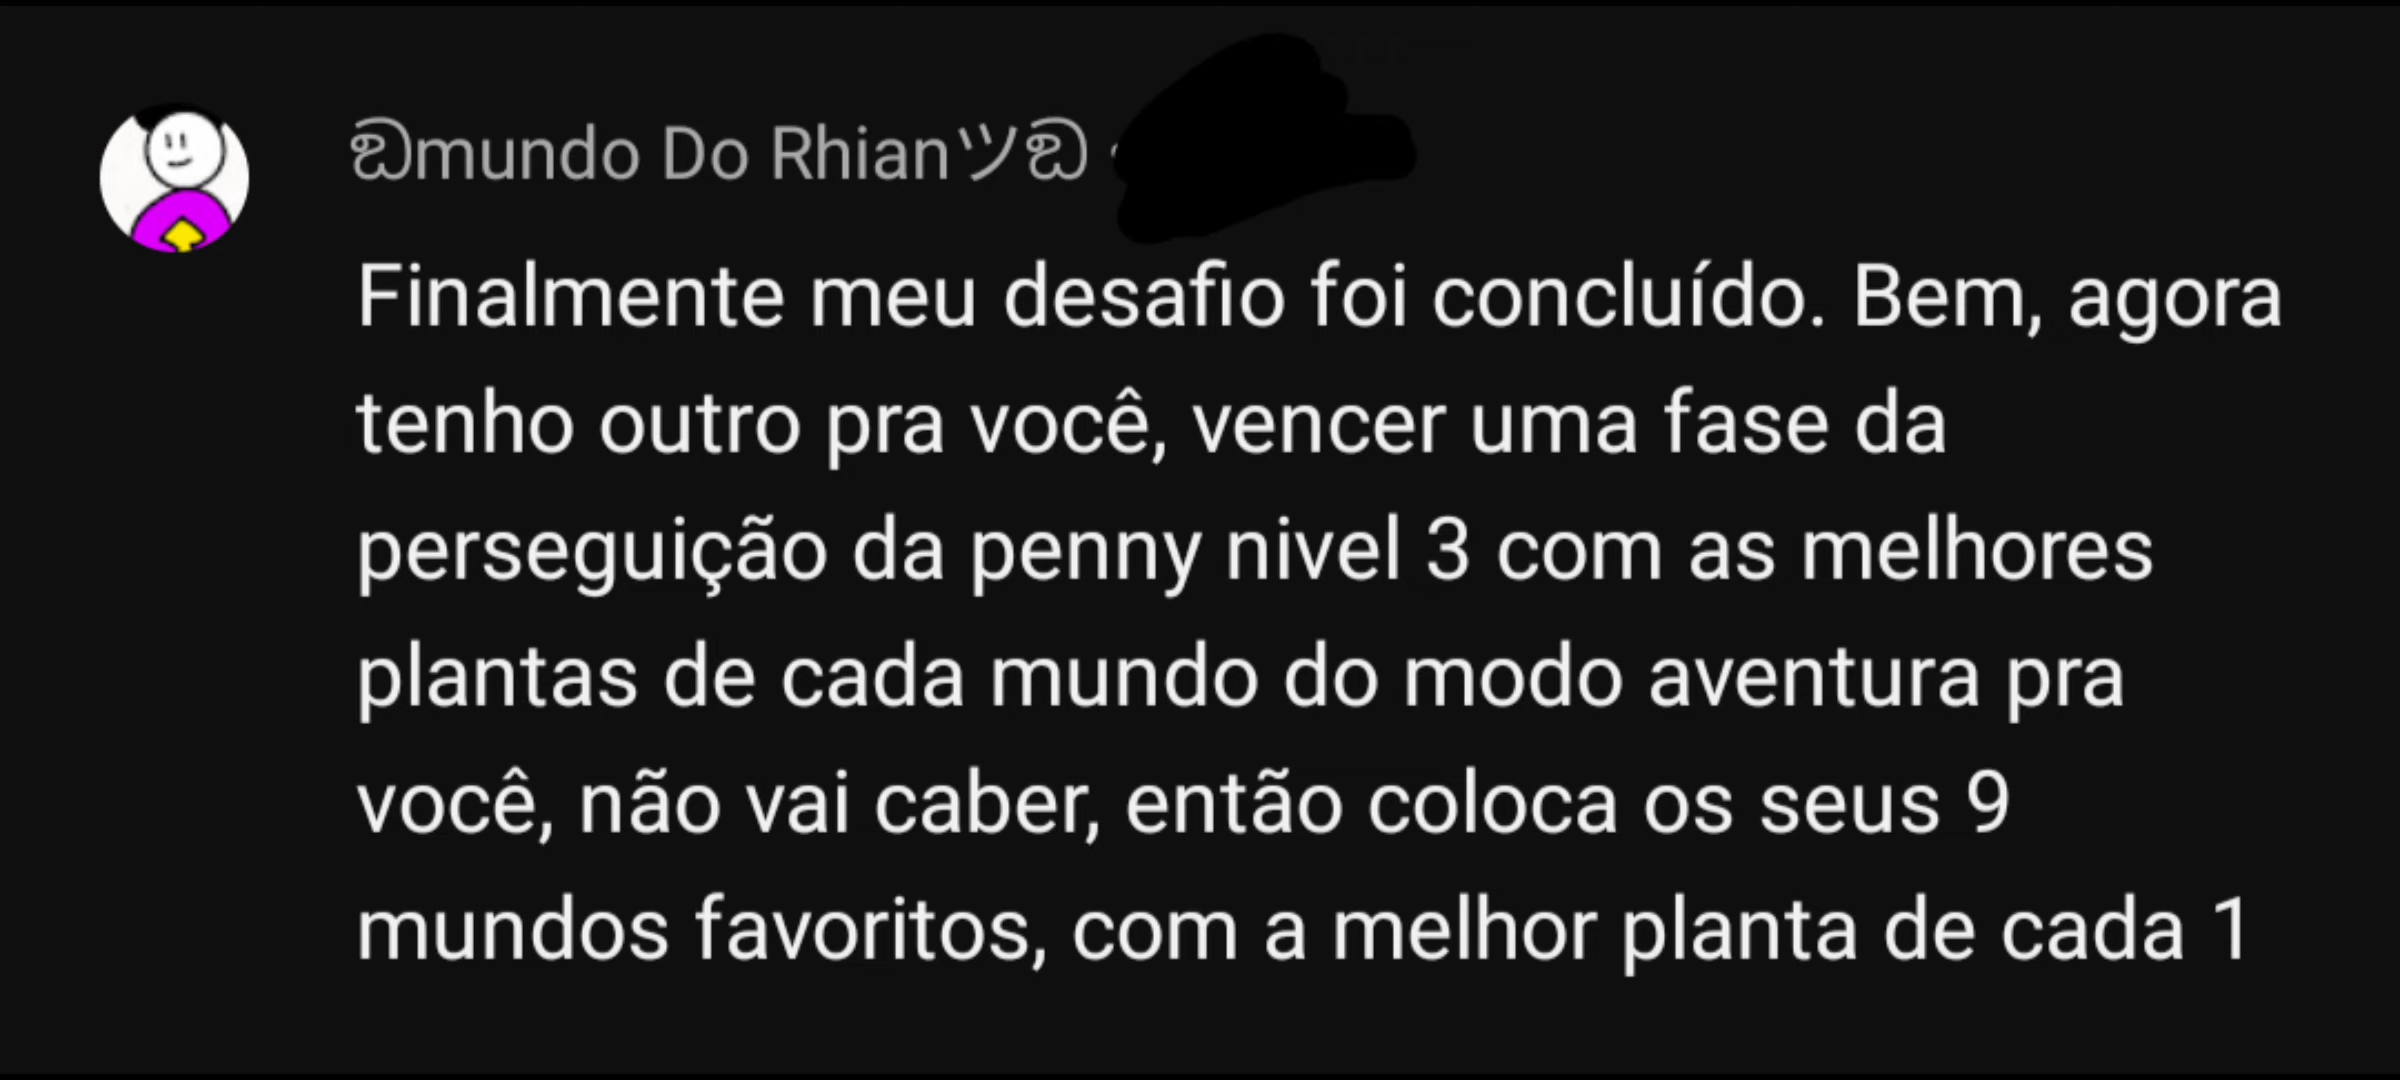 ඩmundo Do Rhianツඩ
Finalmente meu desafio foi concluído. Bem, agora
tenho outro pra você, vencer uma fase da
perseguição da penny nivel 3 com as melhores
plantas de cada mundo do modo aventura pra
você, não vai caber, então coloca os seus 9
mundos favoritos, com a melhor planta de cada 1